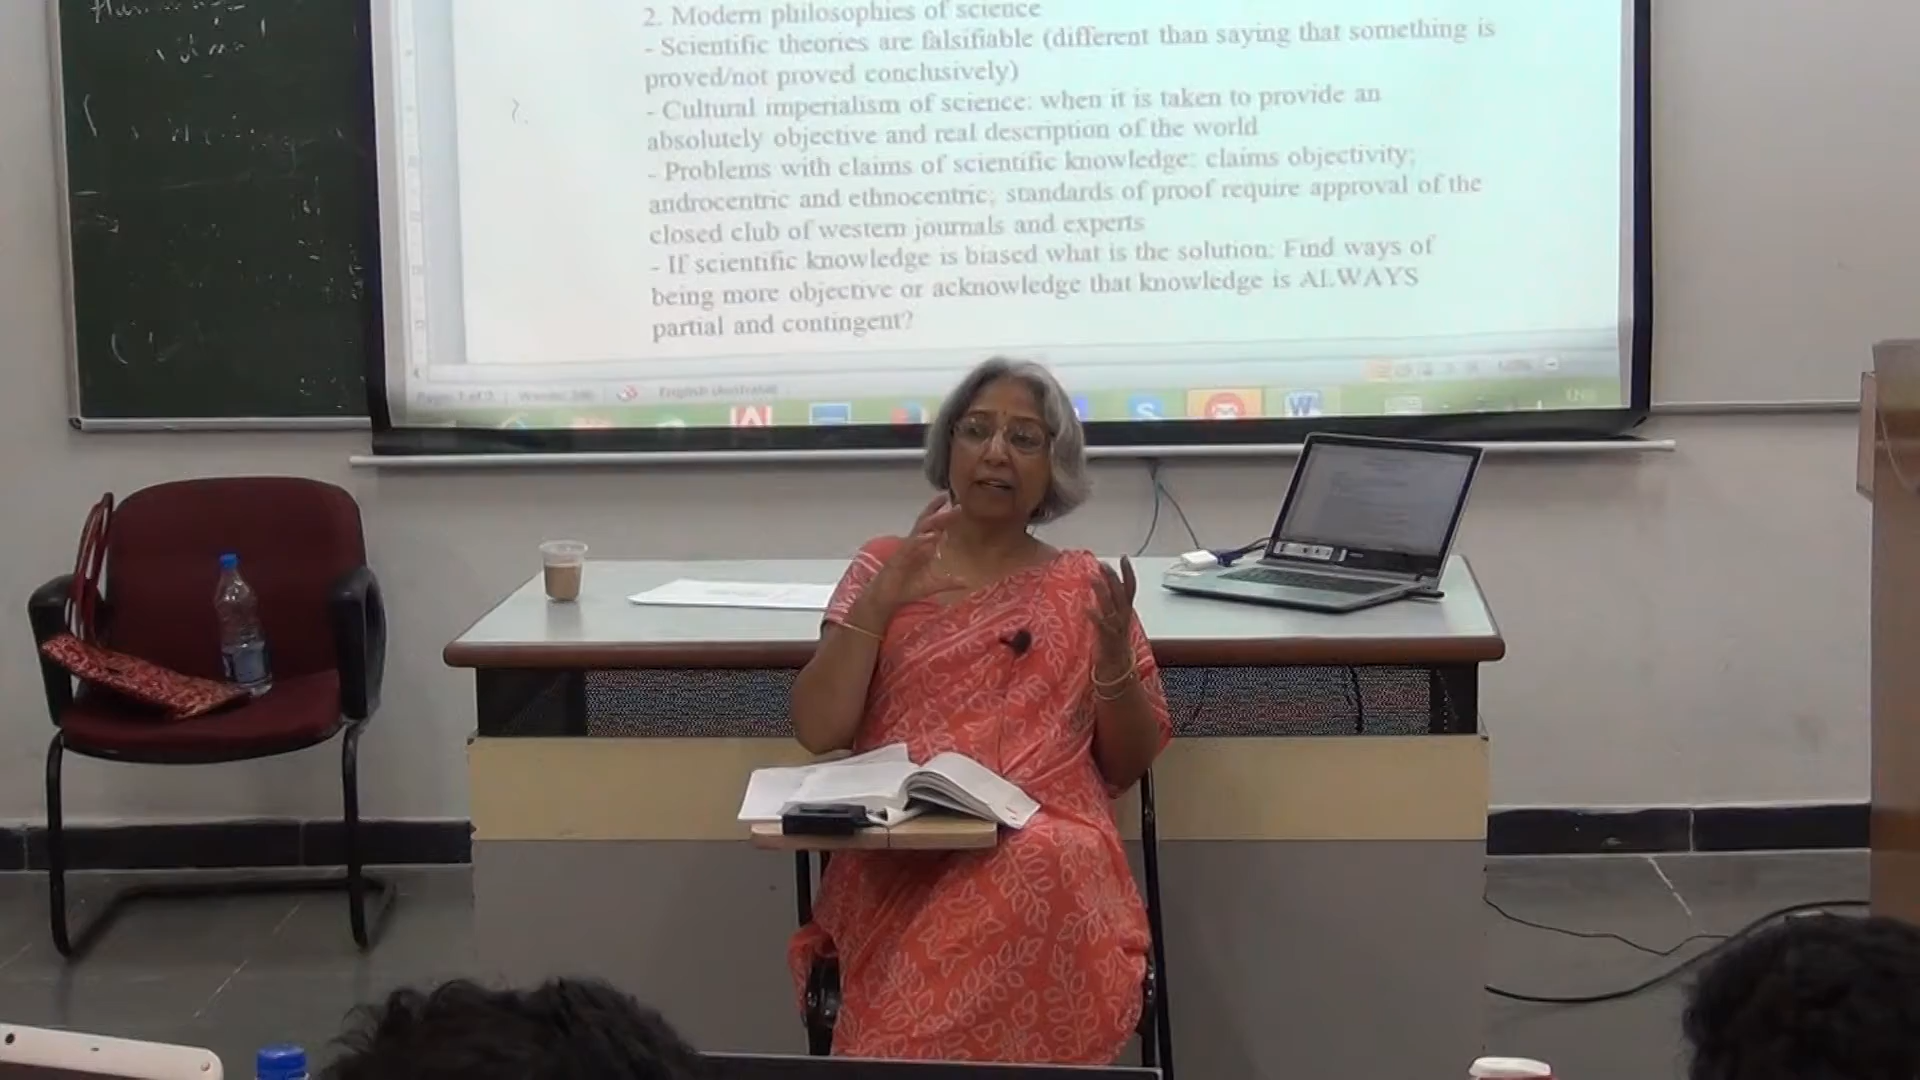 2. Modern philosophies of science
- Scientific theories are falsifiable (different than saying that something is
proved/not proved conclusively)
- Cultural imperialism of science: when it is taken to provide an
absolutely objective and real description of the world
- Problems with claims of scientific knowledge: claims objectivity;
androcentric and ethnocentric; standards of proof require approval of the
closed club of western journals and experts
- If scientific knowledge is biased what is the solution: Find ways of
being more objective or acknowledge that knowledge is ALWAYS
partial and contingent?
English (Australia)